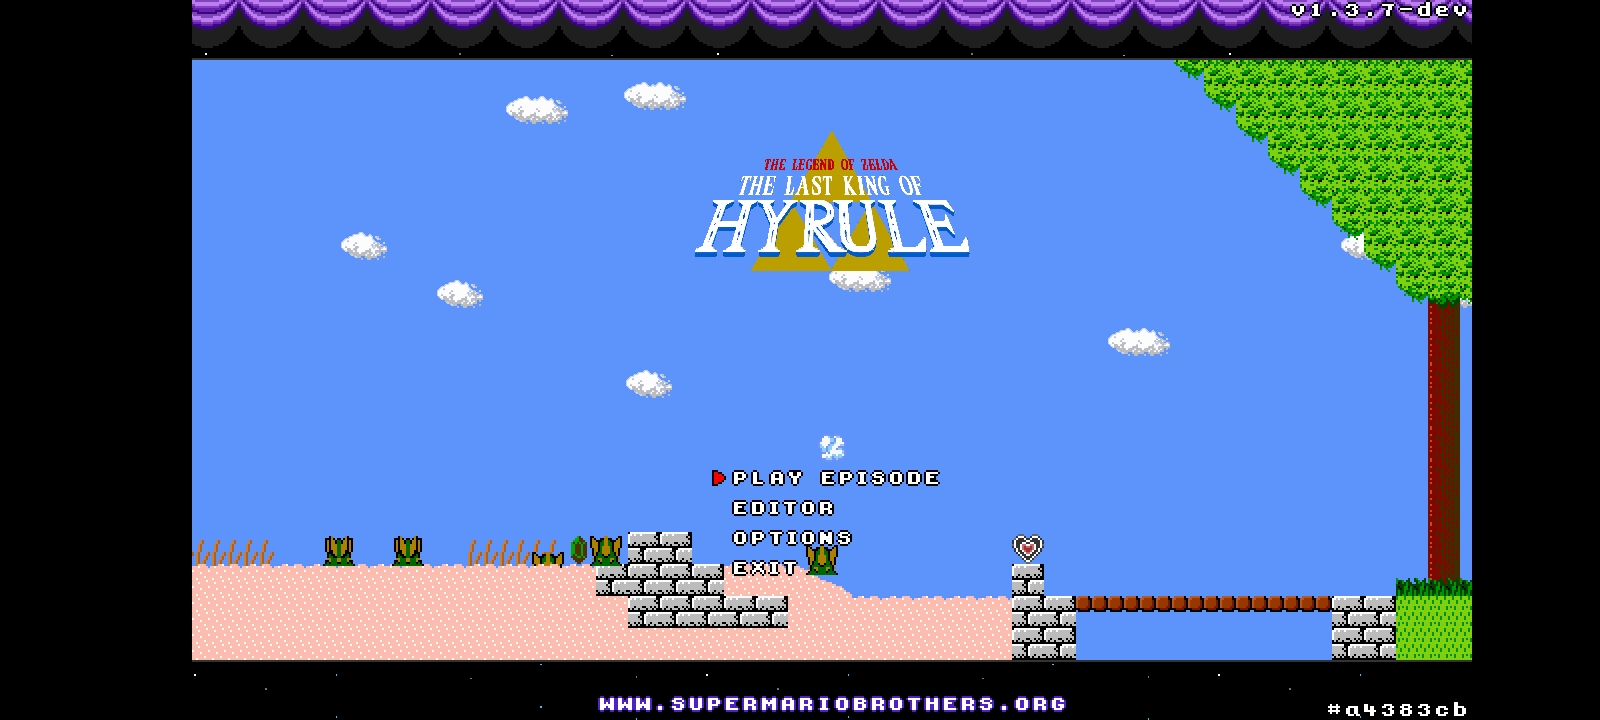 v1.3.7-dev
THE LEGEND OF ZELDA
THE LAST KING OF
HYRULE
PLAY EPISODE
EDITOR
OPTIONS
EXIT
WWW.SUPERMARIOBROTHERS.ORG
#a4383cb